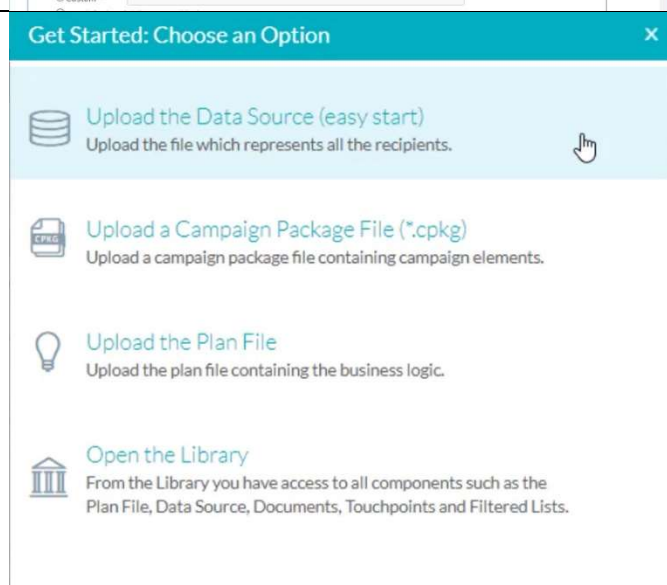 Get Started: Choose an Option
Upload the Data Source (easy start)
Upload the file which represents all the recipients.
CPKG
Upload a Campaign Package File (*.cpkg)
Upload a campaign package file containing campaign elements.
Upload the Plan File
Upload the plan file containing the business logic.
Open the Library
From the Library you have access to all components such as the
Plan File, Data Source, Documents, Touchpoints and Filtered Lists.